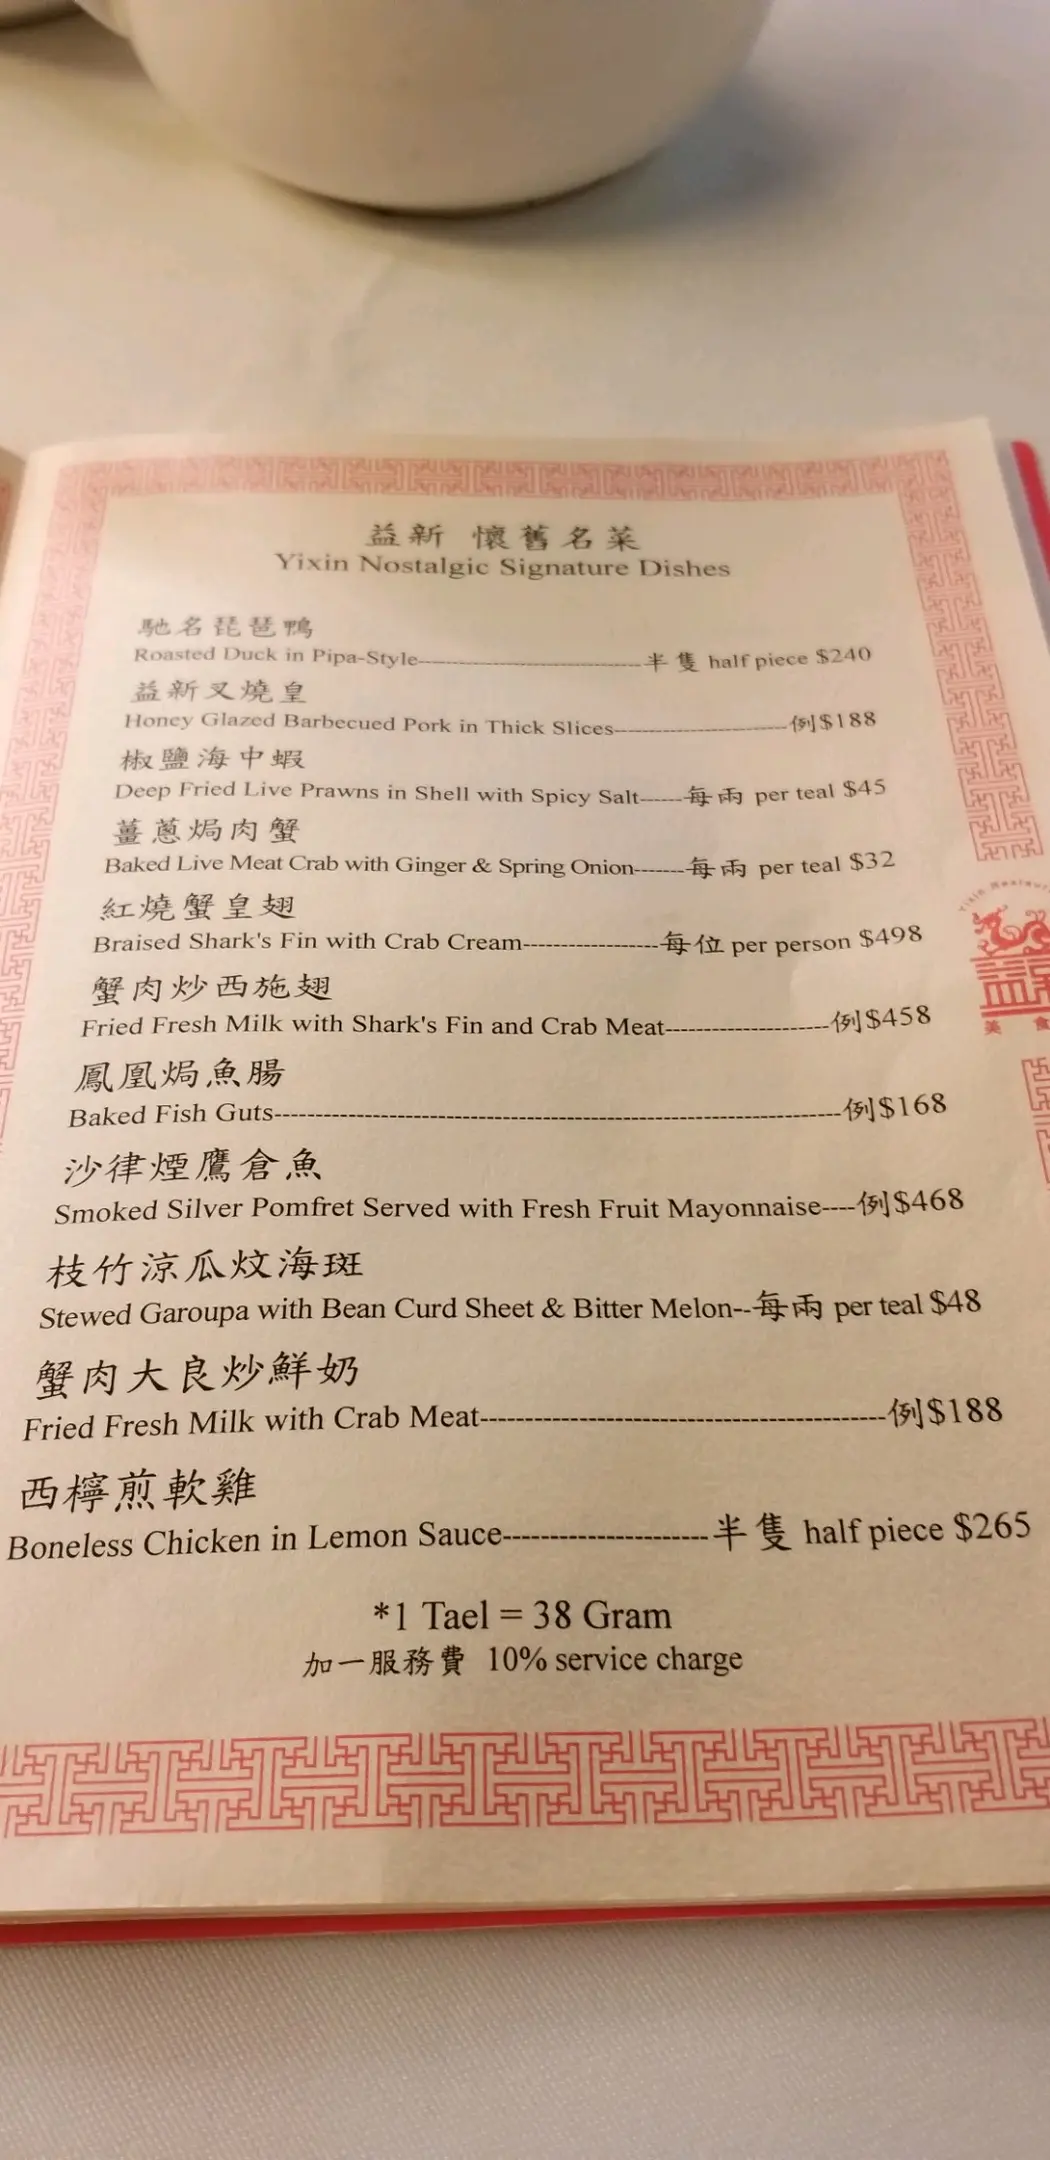 益新 懷舊名菜
Yixin Nostalgic Signature Dishes
馳名琵琶鴨
Roasted Duck in Pipa-Style----------半隻 half piece $240
益新叉燒皇
Honey Glazed Barbecued Pork in Thick Slices----------例$188
椒鹽海中蝦
Deep Fried Live Prawns in Shell with Spicy Salt------每兩 per teal $45
薑蔥焗肉蟹
Baked Live Meat Crab with Ginger & Spring Onion-------每兩 per teal $32
紅燒蟹皇翅
Braised Shark's Fin with Crab Cream------------------每位 per person $498
蟹肉炒西施翅
Fried Fresh Milk with Shark's Fin and Crab Meat---------------------例$458
鳳凰焗魚腸
Baked Fish Guts----------例$168
沙律煙鷹倉魚
Smoked Silver Pomfret Served with Fresh Fruit Mayonnaise----例$468
枝竹涼瓜炆海斑
Stewed Garoupa with Bean Curd Sheet & Bitter Melon--每兩 per teal $48
蟹肉大良炒鮮奶
Fried Fresh Milk with Crab Meat----------例$188
西檸煎軟雞
Boneless Chicken in Lemon Sauce----------------------半隻 half piece $265
*1 Tael = 38 Gram
加一服務費 10% service charge
Yixin
益新
美食